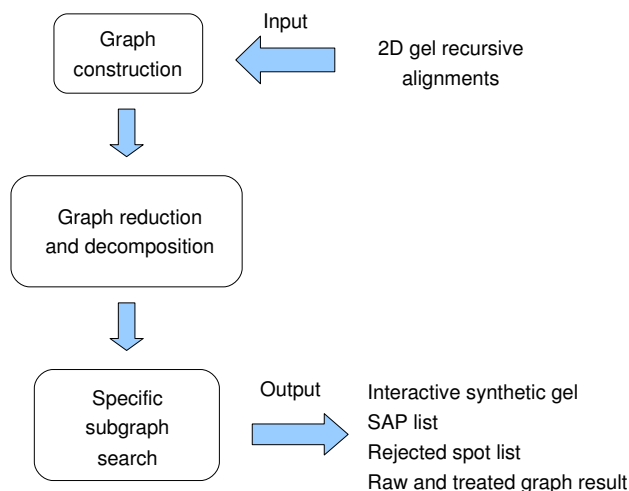 Graph
construction
Input
2D gel recursive
alignments
Graph reduction
and decomposition
Specific
subgraph
search
Output
Interactive synthetic gel
SAP list
Rejected spot list
Raw and treated graph result